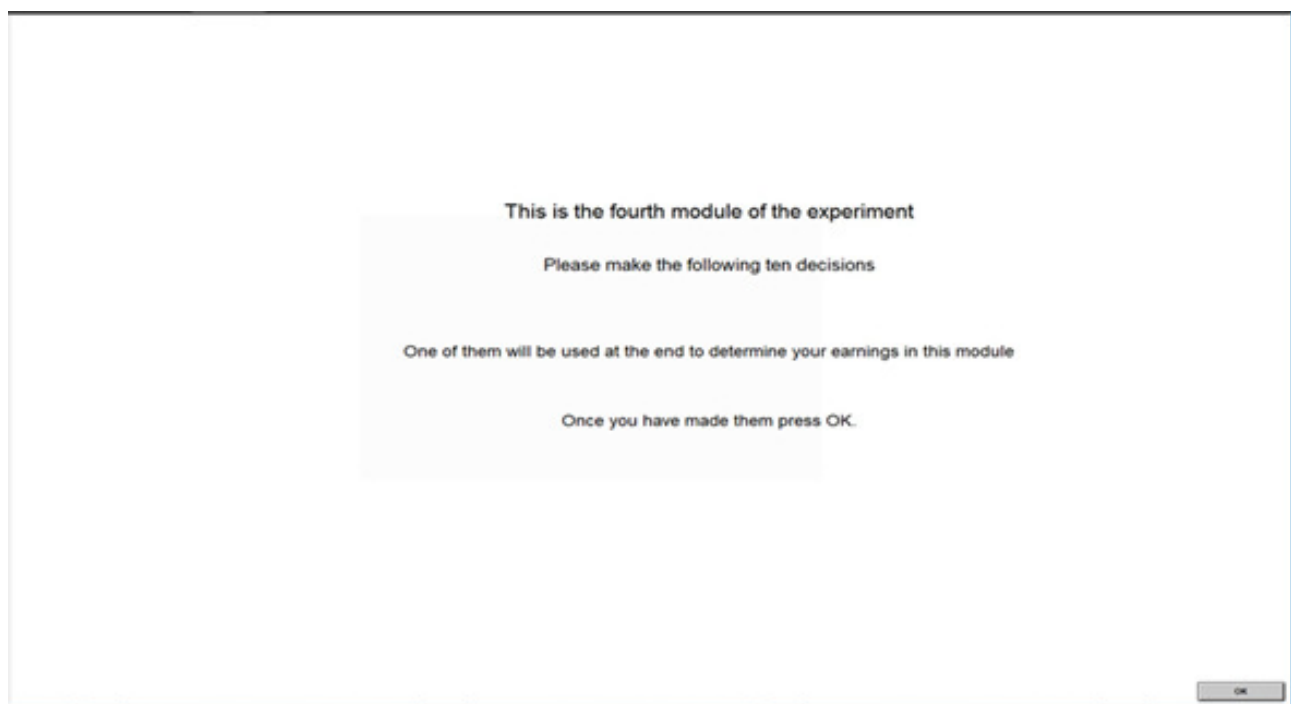 This is the fourth module of the experiment
Please make the following ten decisions
One of them will be used at the end to determine your earnings in this module
Once you have made them press OK.
OK